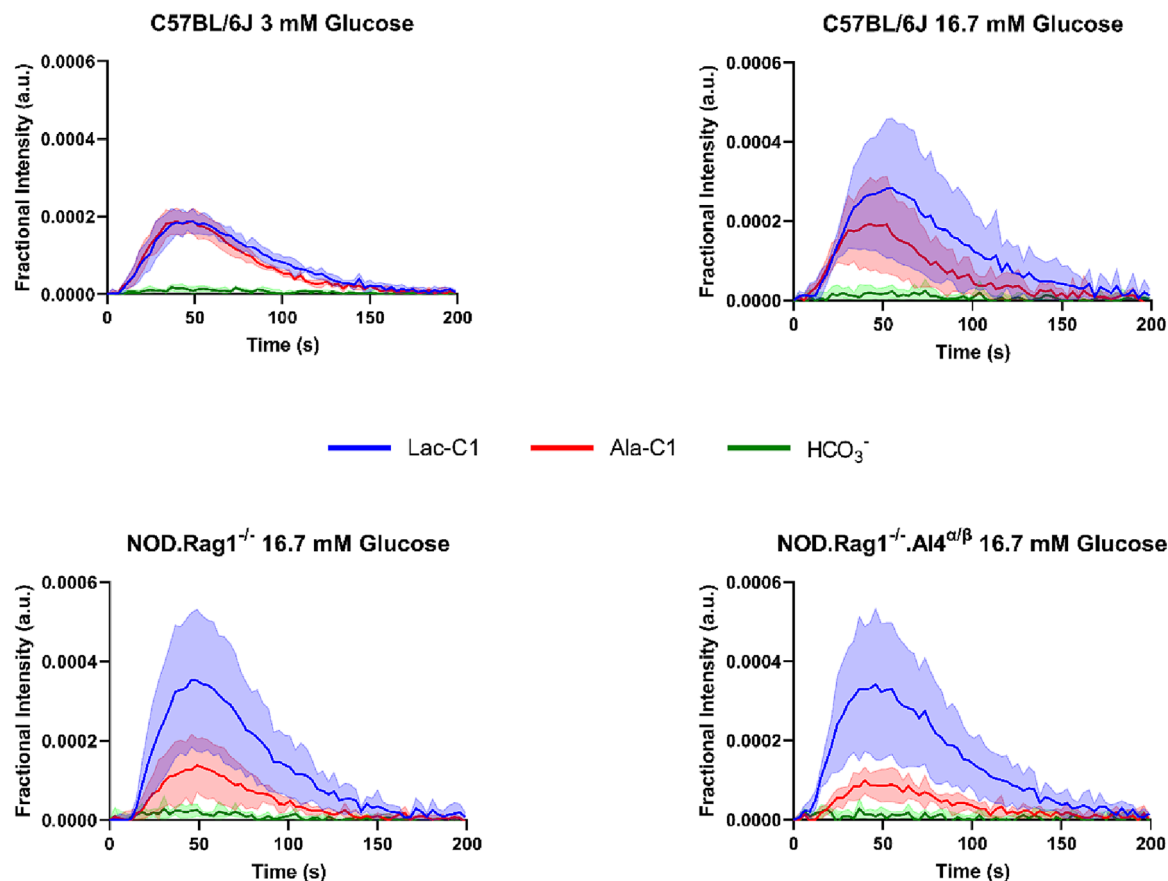 C57BL/6J 3 mM Glucose
Fractional Intensity (a.u.)
0.0006
0.0004
0.0002
0.0000
0 50 100 150 200
Time (s)
C57BL/6J 16.7 mM Glucose
Fractional Intensity (a.u.)
0.0006
0.0004
0.0002
0.0000
0 50 100 150 200
Time (s)
Lac-C1 Ala-C1 HCO₃⁻
NOD.Rag1⁻/⁻ 16.7 mM Glucose
Fractional Intensity (a.u.)
0.0006
0.0004
0.0002
0.0000
0 50 100 150 200
Time (s)
NOD.Rag1⁻/⁻.AI4α/β 16.7 mM Glucose
Fractional Intensity (a.u.)
0.0006
0.0004
0.0002
0.0000
0 50 100 150 200
Time (s)